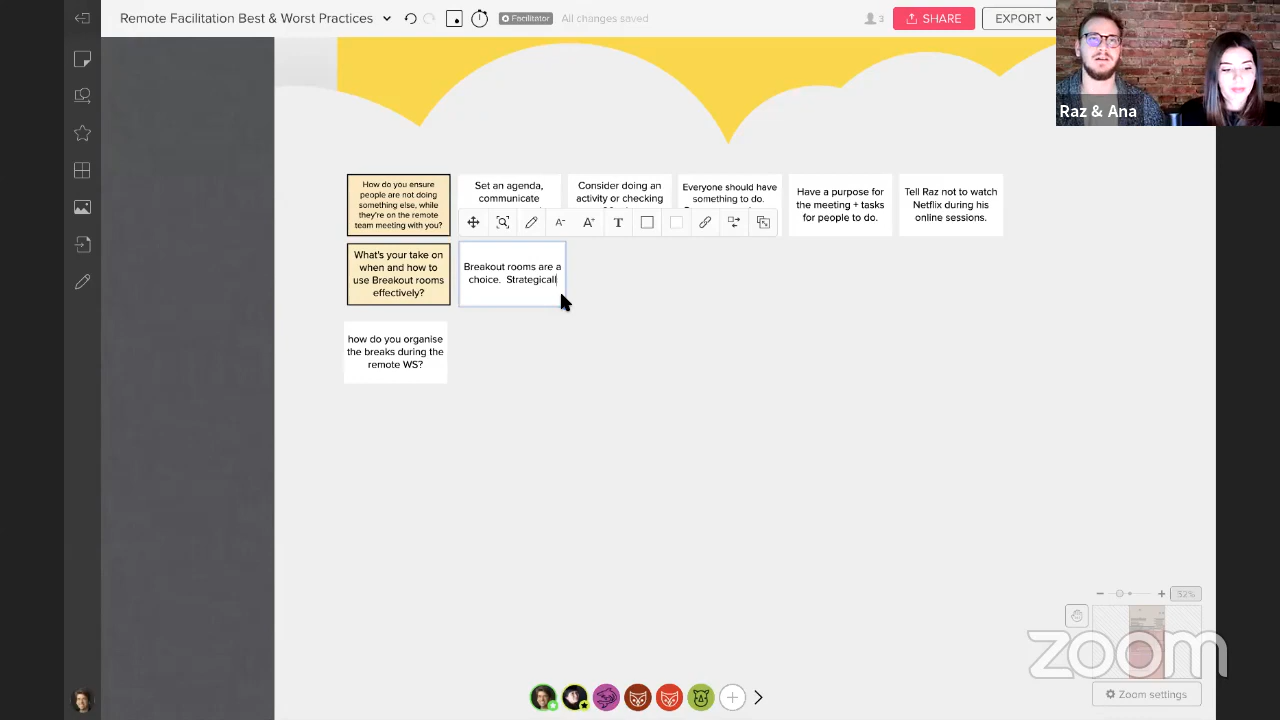 Remote Facilitation Best & Worst Practices
Facilitator
All changes saved
3
SHARE
EXPORT
Raz & Ana
How do you ensure
people are not doing
something else, while
they're on the remote
team meeting with you?
Set an agenda,
communicate
Consider doing an
activity or checking
Everyone should have
something to do.
Have a purpose for
the meeting + tasks
for people to do.
Tell Raz not to watch
Netflix during his
online sessions.
A-
A+
T
What's your take on
when and how to
use Breakout rooms
effectively?
Breakout rooms are a
choice. Strategicall
how do you organise
the breaks during the
remote WS?
52%
zoom
Zoom settings